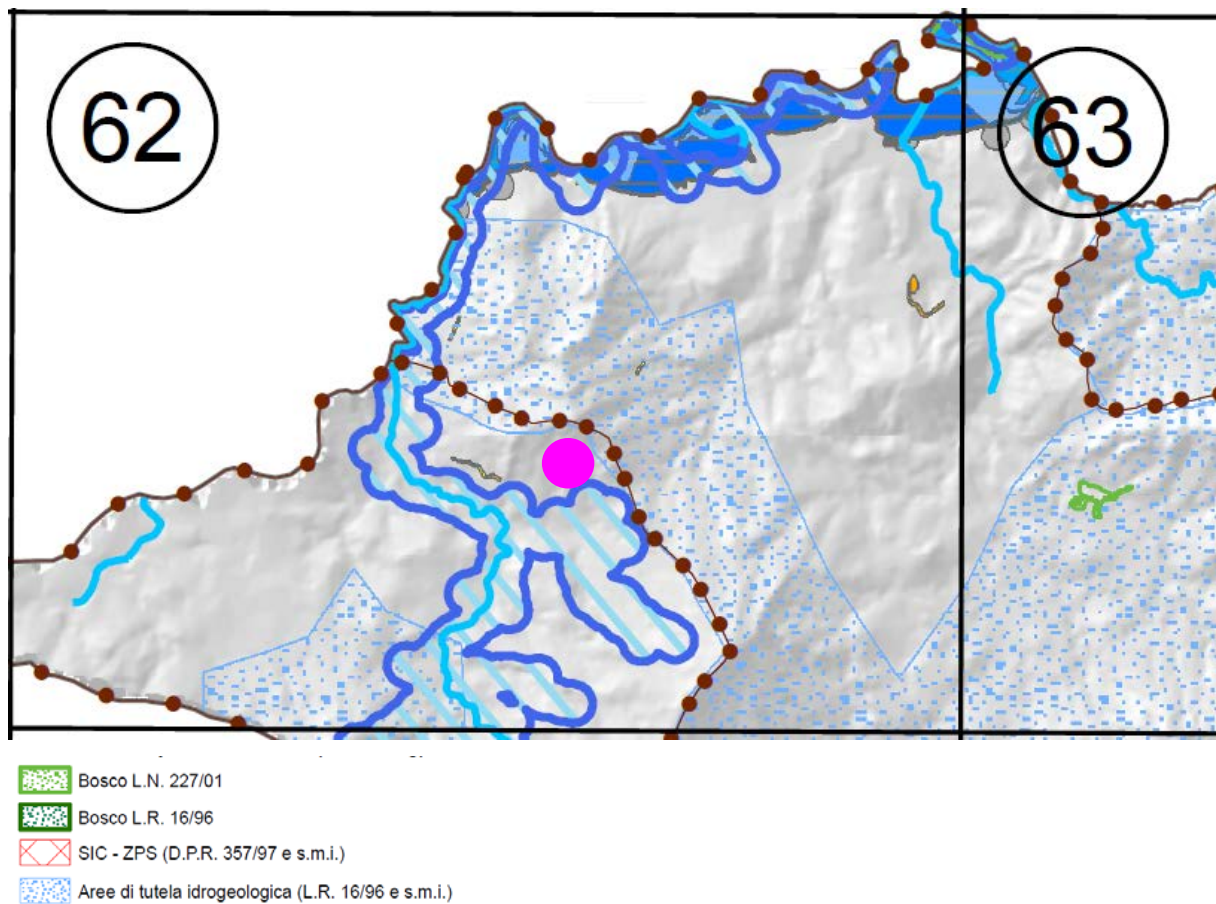 62
63
Bosco L.N. 227/01
Bosco L.R. 16/96
SIC - ZPS (D.P.R. 357/97 e s.m.i.)
Aree di tutela idrogeologica (L.R. 16/96 e s.m.i.)